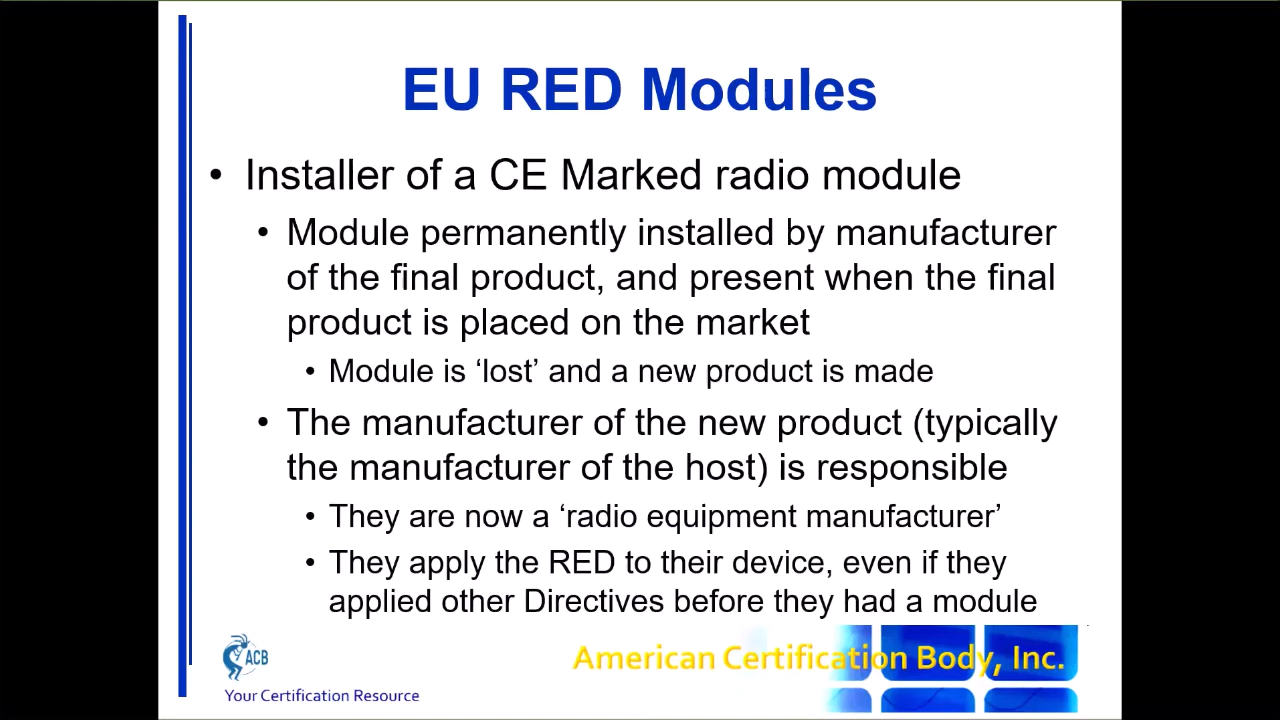 EU RED Modules
• Installer of a CE Marked radio module
• Module permanently installed by manufacturer
of the final product, and present when the final
product is placed on the market
• Module is ‘lost’ and a new product is made
• The manufacturer of the new product (typically
the manufacturer of the host) is responsible
• They are now a ‘radio equipment manufacturer’
• They apply the RED to their device, even if they
applied other Directives before they had a module
ACB
American Certification Body, Inc.
Your Certification Resource